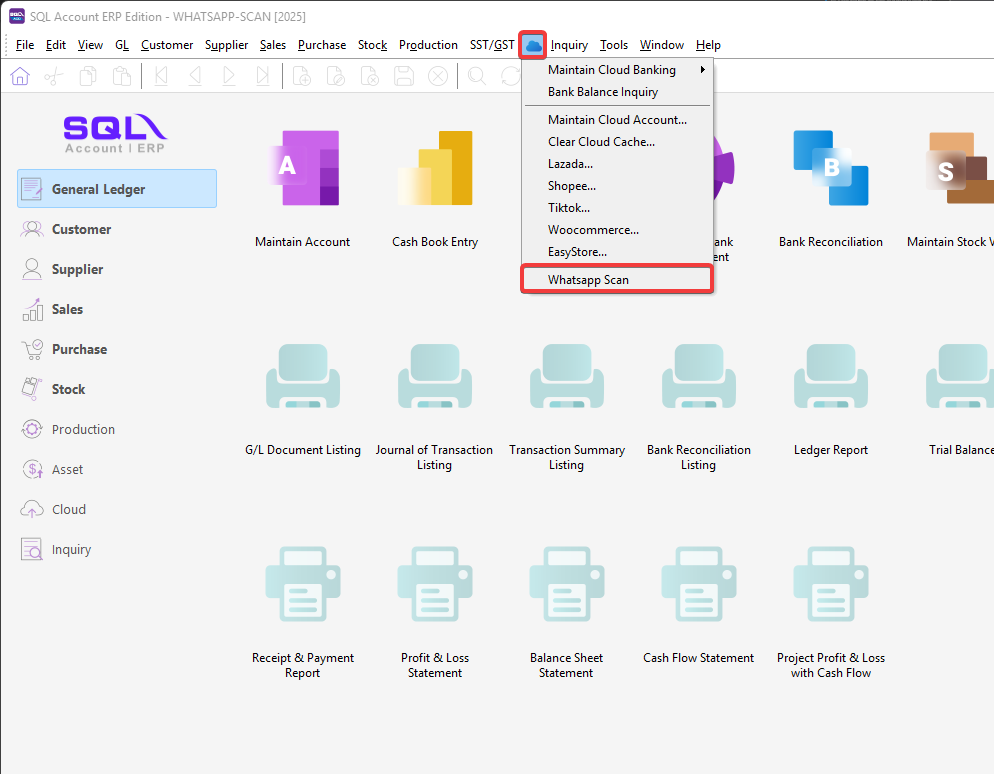 SQL Account ERP Edition - WHATSAPP-SCAN [2025]
File Edit View GL Customer Supplier Sales Purchase Stock Production SST/GST Inquiry Tools Window Help
Maintain Cloud Banking
Bank Balance Inquiry
Maintain Cloud Account...
Clear Cloud Cache...
Lazada...
Shopee...
Tiktok...
Woocommerce...
EasyStore...
Whatsapp Scan
SQL
Account | ERP
General Ledger
Customer
Supplier
Sales
Purchase
Stock
Production
Asset
Cloud
Inquiry
A
B
S
Maintain Account
Cash Book Entry
Bank Reconciliation
Maintain Stock
G/L Document Listing
Journal of Transaction
Listing
Transaction Summary
Listing
Bank Reconciliation
Listing
Ledger Report
Trial Balance
Receipt & Payment
Report
Profit & Loss
Statement
Balance Sheet
Statement
Cash Flow Statement
Project Profit & Loss
with Cash Flow